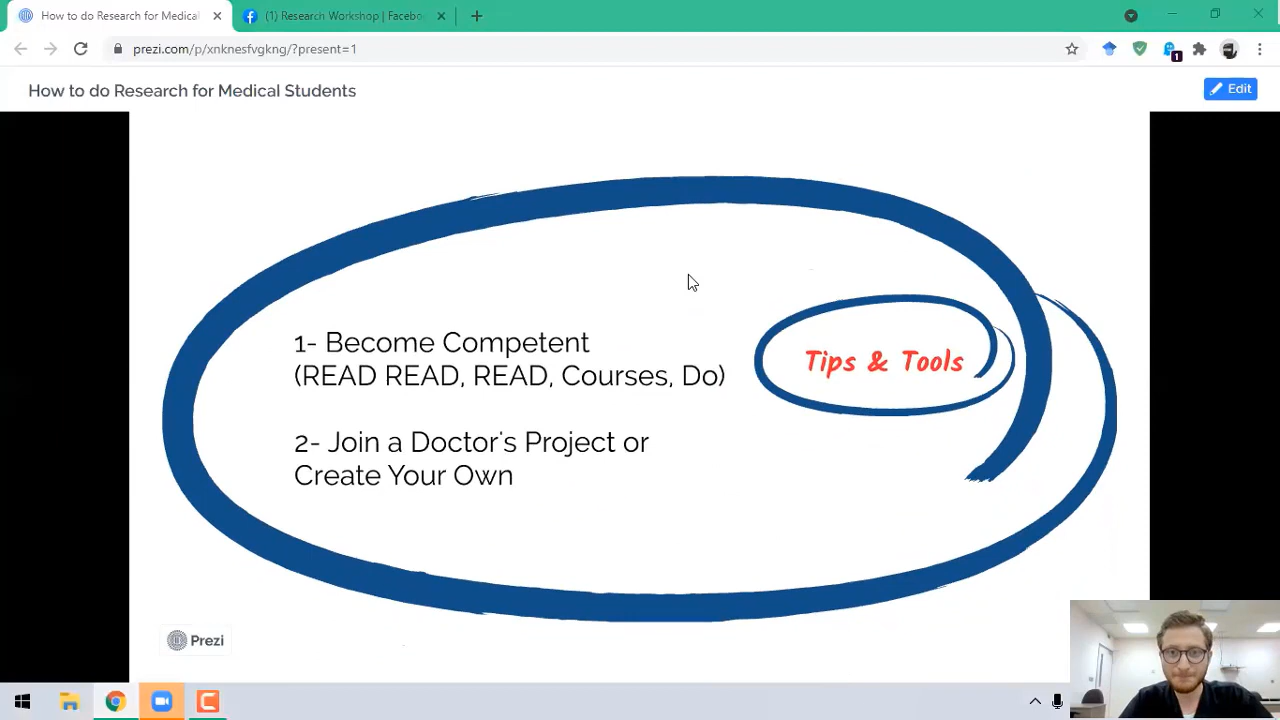 How to do Research for Medical
(1) Research Workshop | Facebo
prezi.com/p/xnknesfvgkng/?present=1
1
How to do Research for Medical Students
Edit
1- Become Competent
(READ READ, READ, Courses, Do)
Tips & Tools
2- Join a Doctor's Project or
Create Your Own
Prezi